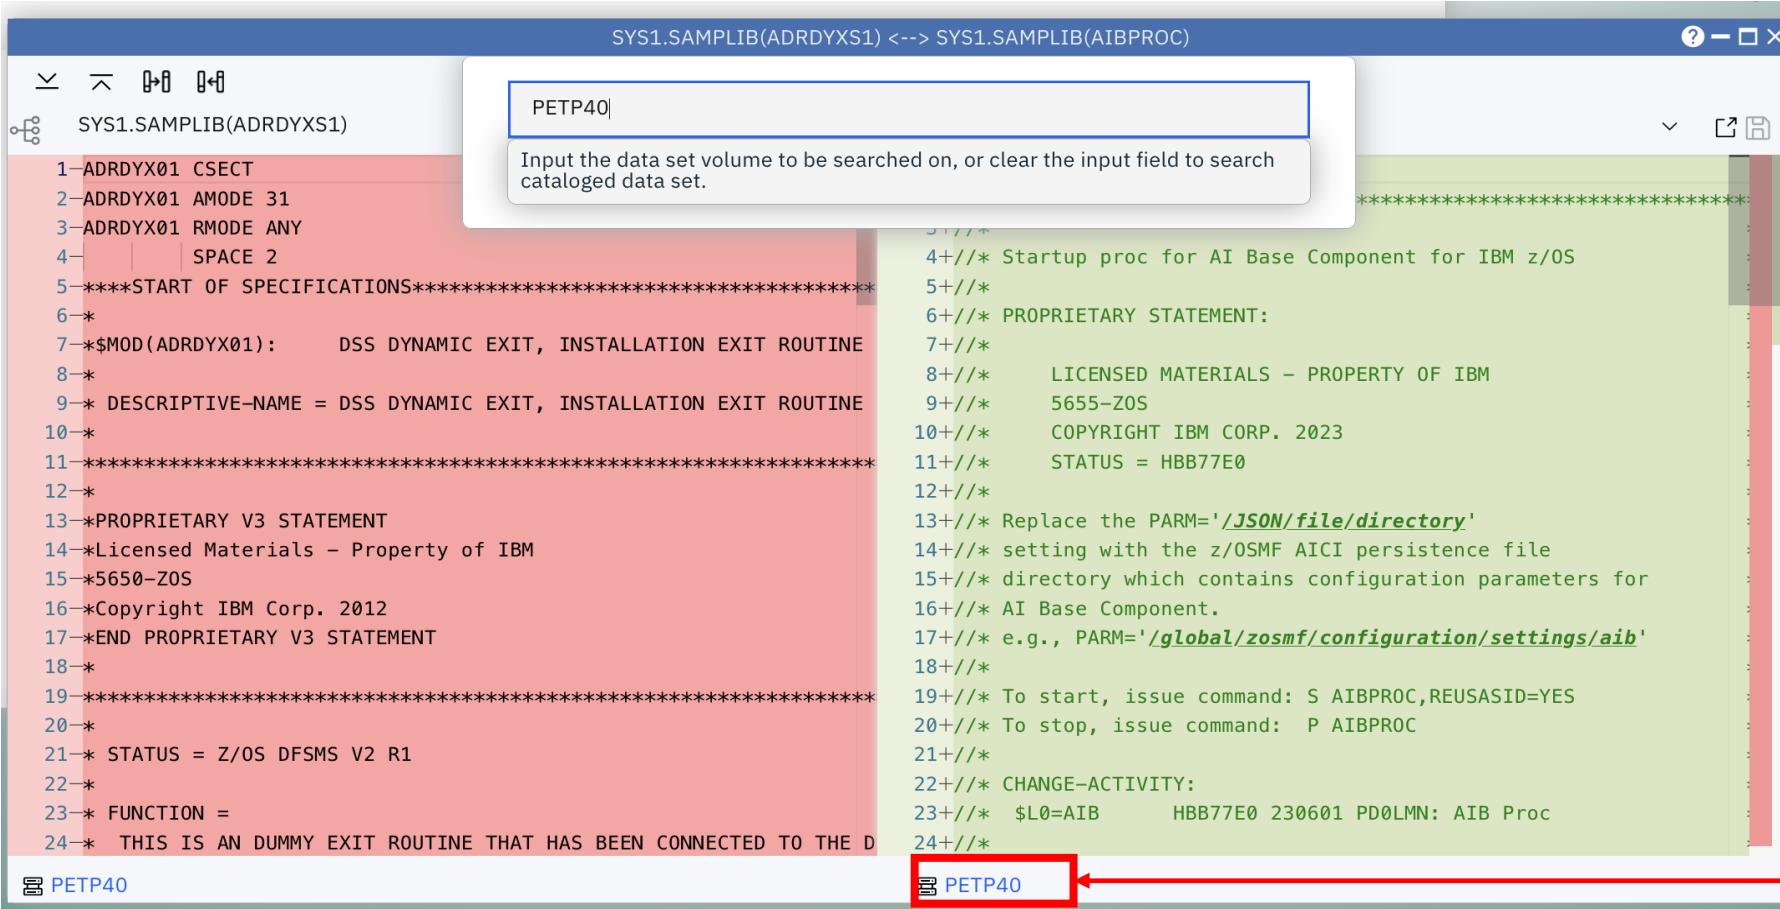 SYS1.SAMPLIB(ADRDYXS1) <--> SYS1.SAMPLIB(AIBPROC)
PETP40
Input the data set volume to be searched on, or clear the input field to search
cataloged data set.
SYS1.SAMPLIB(ADRDYXS1)
1—ADRDYX01 CSECT
2—ADRDYX01 AMODE 31
3—ADRDYX01 RMODE ANY
4— SPACE 2
5—****START OF SPECIFICATIONS**************************************
6—*
7—*$MOD(ADRDYX01):     DSS DYNAMIC EXIT, INSTALLATION EXIT ROUTINE
8—*
9—* DESCRIPTIVE-NAME = DSS DYNAMIC EXIT, INSTALLATION EXIT ROUTINE
10—*
11—*****************************************************************
12—*
13—*PROPRIETARY V3 STATEMENT
14—*Licensed Materials - Property of IBM
15—*5650-ZOS
16—*Copyright IBM Corp. 2012
17—*END PROPRIETARY V3 STATEMENT
18—*
19—*****************************************************************
20—*
21—* STATUS = Z/OS DFSMS V2 R1
22—*
23—* FUNCTION =
24—*  THIS IS AN DUMMY EXIT ROUTINE THAT HAS BEEN CONNECTED TO THE D
********************************
3+//*
4+//* Startup proc for AI Base Component for IBM z/OS
5+//*
6+//* PROPRIETARY STATEMENT:
7+//*
8+//*     LICENSED MATERIALS - PROPERTY OF IBM
9+//*     5655-ZOS
10+//*     COPYRIGHT IBM CORP. 2023
11+//*     STATUS = HBB77E0
12+//*
13+//* Replace the PARM='/JSON/file/directory'
14+//* setting with the z/OSMF AICI persistence file
15+//* directory which contains configuration parameters for
16+//* AI Base Component.
17+//* e.g., PARM='/global/zosmf/configuration/settings/aib'
18+//*
19+//* To start, issue command: S AIBPROC,REUSASID=YES
20+//* To stop, issue command:  P AIBPROC
21+//*
22+//* CHANGE-ACTIVITY:
23+//*  $L0=AIB      HBB77E0 230601 PD0LMN: AIB Proc
24+//*
PETP40
PETP40